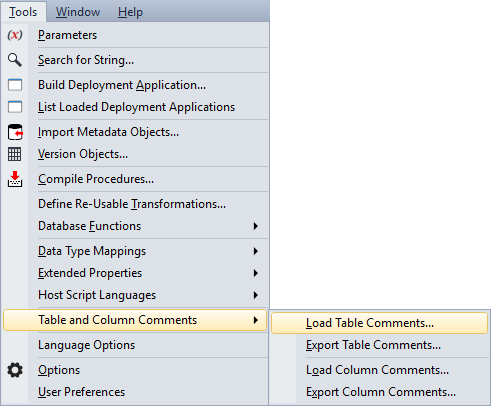 Tools Window Help
(x) Parameters
Search for String...
Build Deployment Application...
List Loaded Deployment Applications
Import Metadata Objects...
Version Objects...
Compile Procedures...
Define Re-Usable Transformations...
Database Functions
Data Type Mappings
Extended Properties
Host Script Languages
Table and Column Comments
Load Table Comments...
Language Options
Export Table Comments...
Options
Load Column Comments...
User Preferences
Export Column Comments...